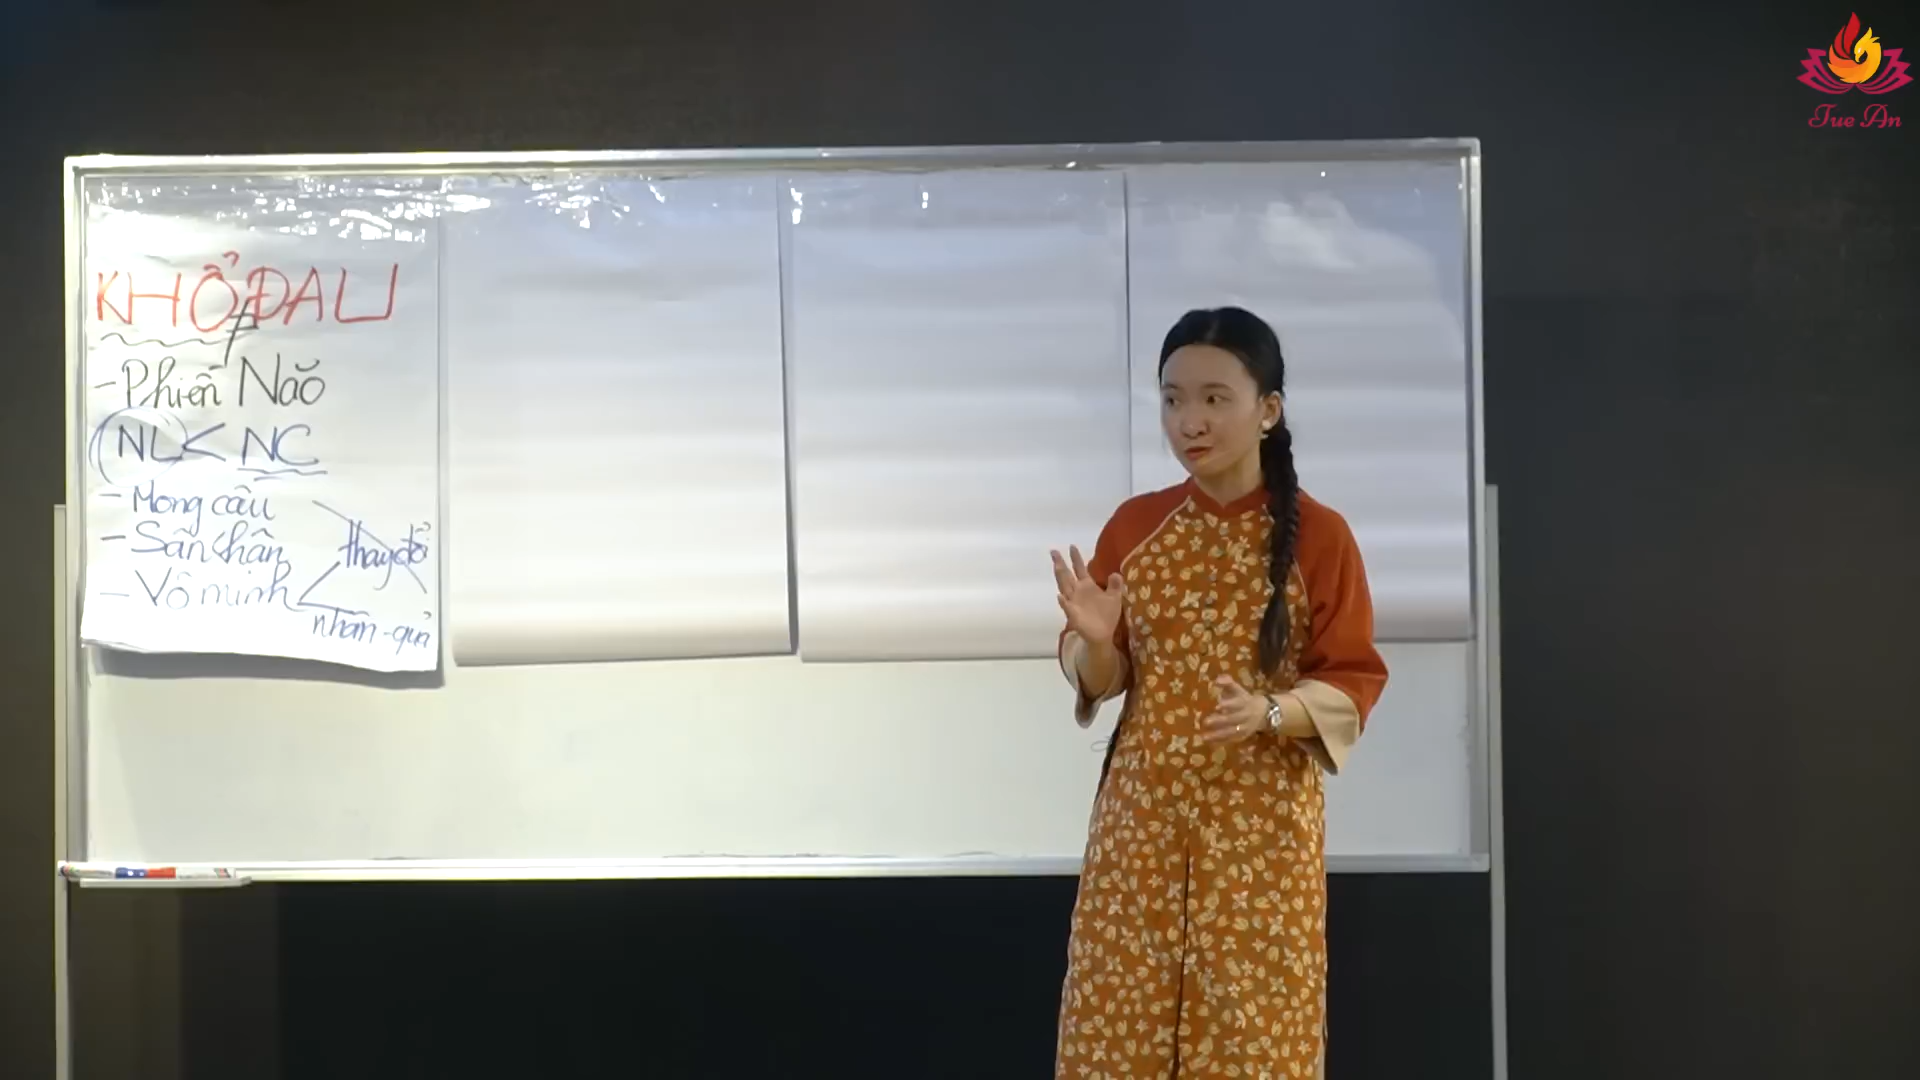 KHỔ ĐAU
≠
- Phiền Não
NL < NC
- Mong cầu
- Sân hận
- Vô minh < thay đổi
nhân - quả
Tue An